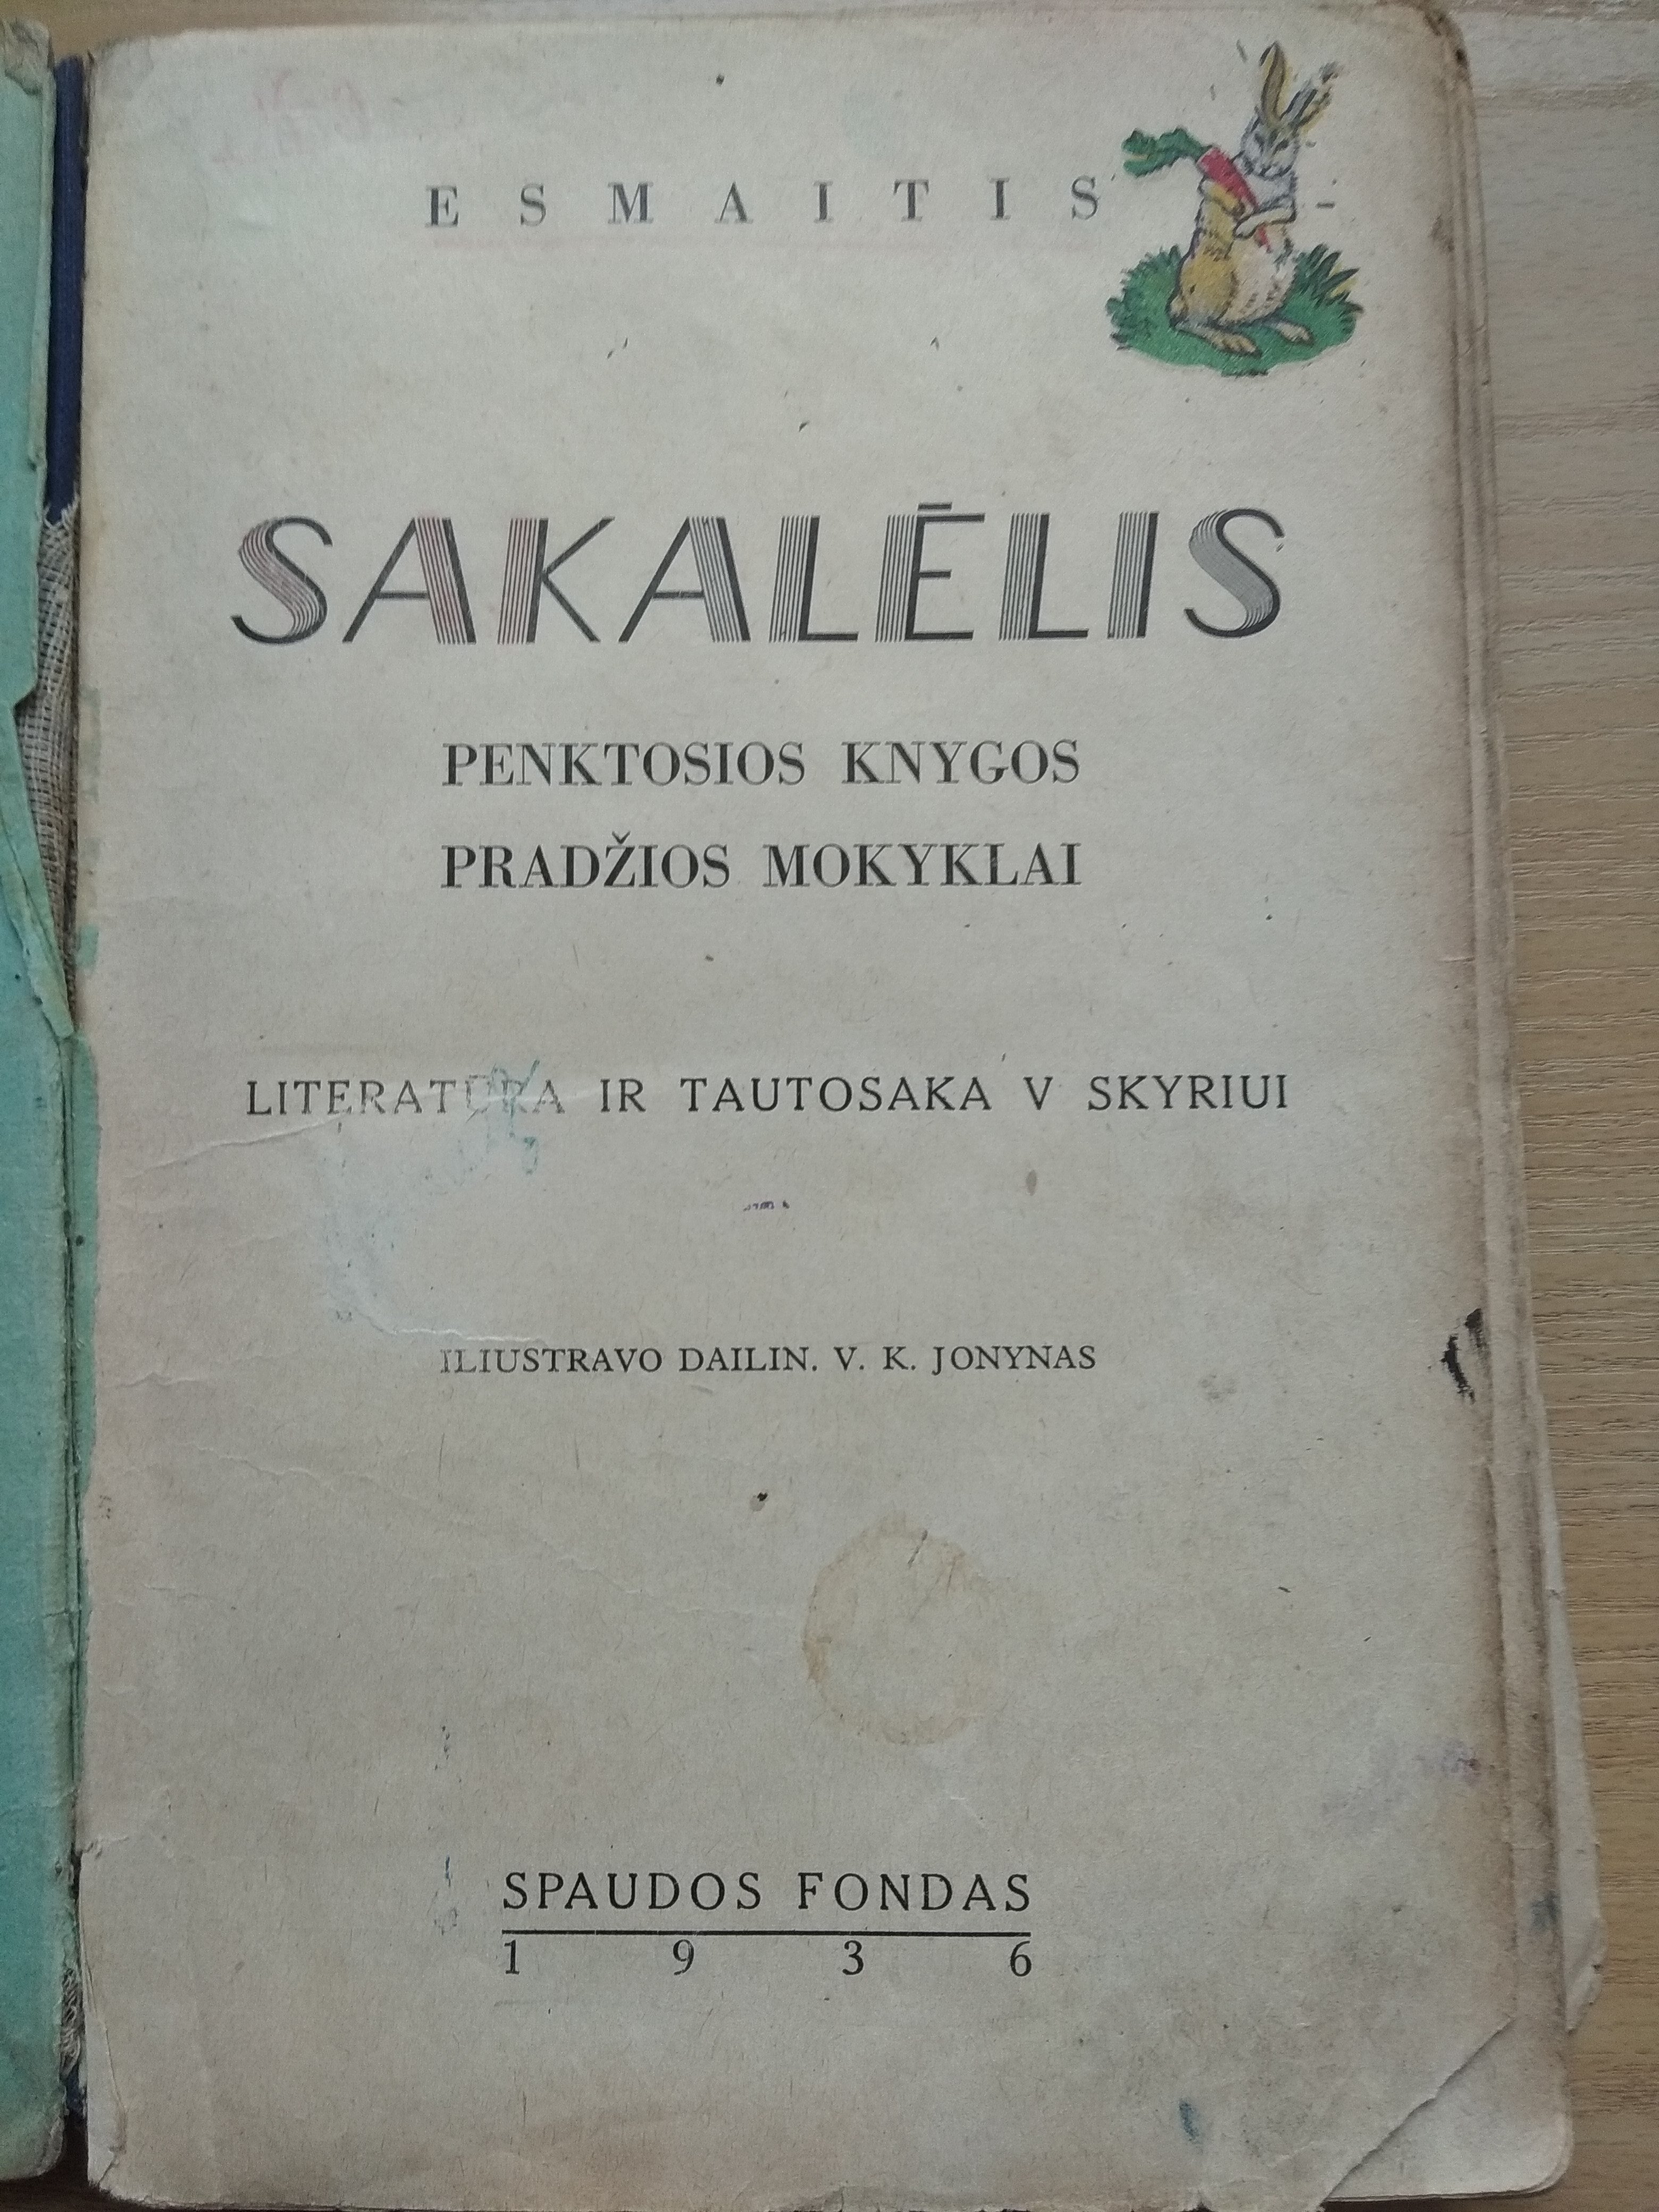 ESMAITIS
SAKALĖLIS
PENKTOSIOS KNYGOS
PRADŽIOS MOKYKLAI
LITERATŪRA IR TAUTOSAKA V SKYRIUI
ILIUSTRAVO DAILIN. V. K. JONYNAS
SPAUDOS FONDAS
1936